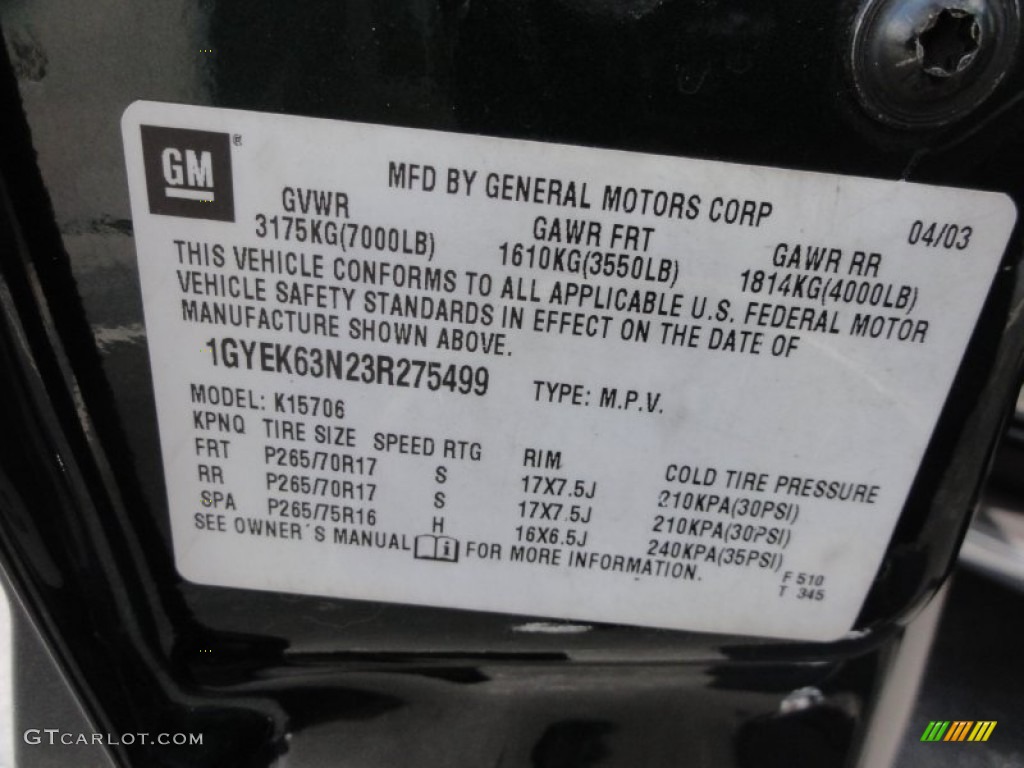 GM ®
MFD BY GENERAL MOTORS CORP 04/03
GVWR GAWR FRT GAWR RR
3175KG(7000LB) 1610KG(3550LB) 1814KG(4000LB)
THIS VEHICLE CONFORMS TO ALL APPLICABLE U.S. FEDERAL MOTOR
VEHICLE SAFETY STANDARDS IN EFFECT ON THE DATE OF
MANUFACTURE SHOWN ABOVE.
1GYEK63N23R275499 TYPE: M.P.V.
MODEL: K15706
KPNQ TIRE SIZE SPEED RTG RIM COLD TIRE PRESSURE
FRT P265/70R17 S 17X7.5J 210KPA(30PSI)
RR P265/70R17 S 17X7.5J 210KPA(30PSI)
SPA P265/75R16 H 16X6.5J 240KPA(35PSI)
SEE OWNER´S MANUAL i FOR MORE INFORMATION.
F 510
T 345
GTCARLOT.COM